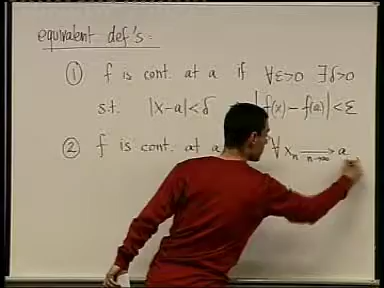 equivalent def's :
① f is cont. at a if ∀ε>0 ∃δ>0
s.t. |x-a|<δ |f(x) - f(a)| < ε
② f is cont. at a ∀ xₙ → a
n→∞